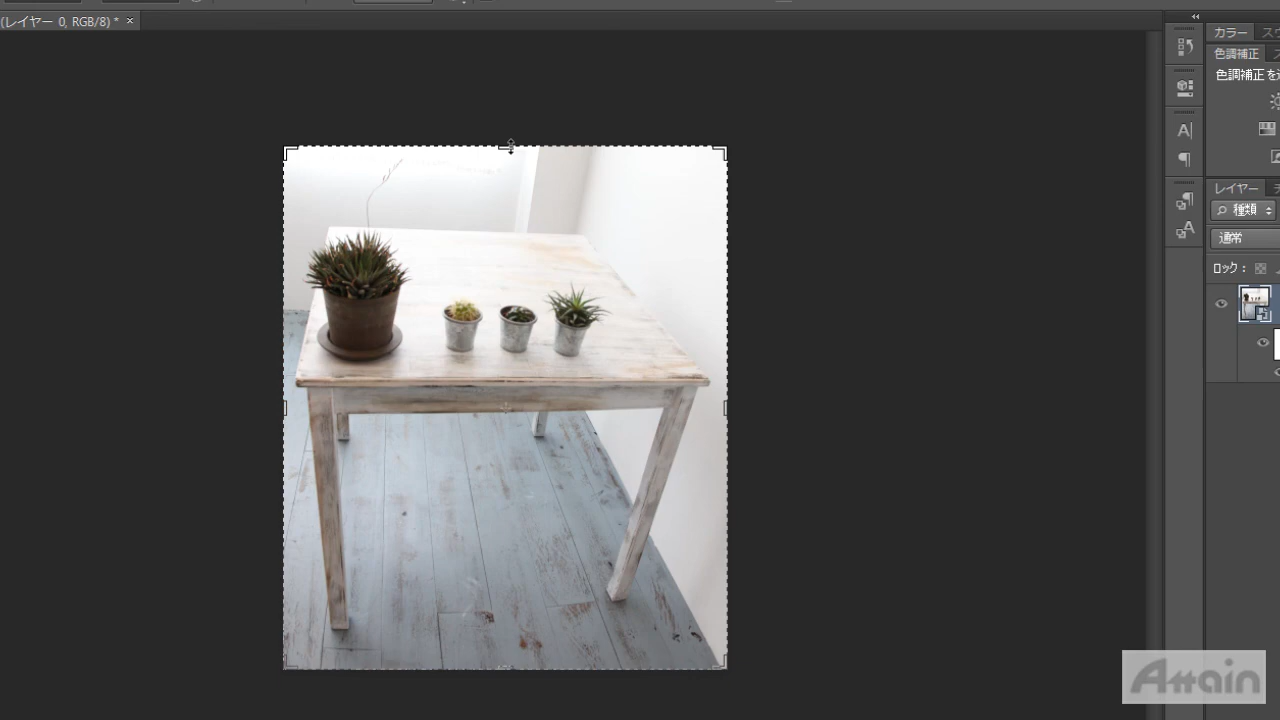 (レイヤー 0, RGB/8) * ×
カラー
色調補正
色調補正を
A|
レイヤー
種類
通常
ロック：
A
Attain